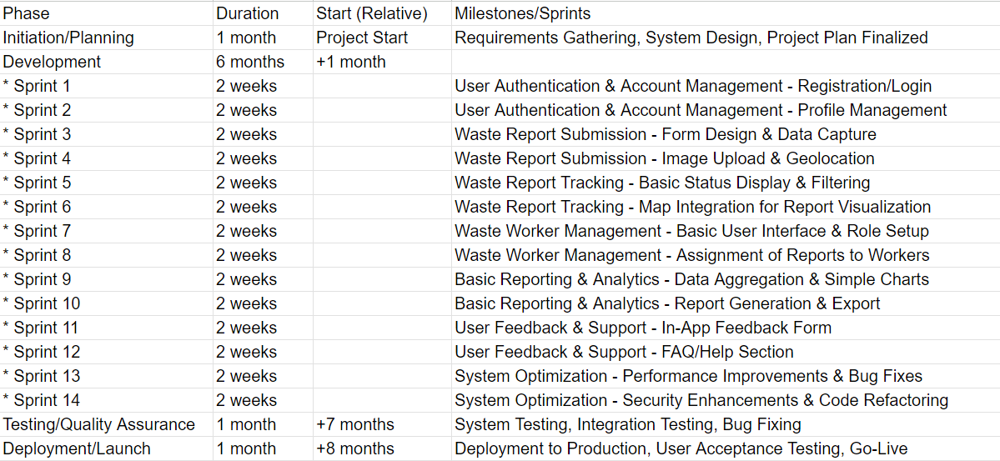 Phase Duration Start (Relative) Milestones/Sprints
Initiation/Planning 1 month Project Start Requirements Gathering, System Design, Project Plan Finalized
Development 6 months +1 month
* Sprint 1 2 weeks User Authentication & Account Management - Registration/Login
* Sprint 2 2 weeks User Authentication & Account Management - Profile Management
* Sprint 3 2 weeks Waste Report Submission - Form Design & Data Capture
* Sprint 4 2 weeks Waste Report Submission - Image Upload & Geolocation
* Sprint 5 2 weeks Waste Report Tracking - Basic Status Display & Filtering
* Sprint 6 2 weeks Waste Report Tracking - Map Integration for Report Visualization
* Sprint 7 2 weeks Waste Worker Management - Basic User Interface & Role Setup
* Sprint 8 2 weeks Waste Worker Management - Assignment of Reports to Workers
* Sprint 9 2 weeks Basic Reporting & Analytics - Data Aggregation & Simple Charts
* Sprint 10 2 weeks Basic Reporting & Analytics - Report Generation & Export
* Sprint 11 2 weeks User Feedback & Support - In-App Feedback Form
* Sprint 12 2 weeks User Feedback & Support - FAQ/Help Section
* Sprint 13 2 weeks System Optimization - Performance Improvements & Bug Fixes
* Sprint 14 2 weeks System Optimization - Security Enhancements & Code Refactoring
Testing/Quality Assurance 1 month +7 months System Testing, Integration Testing, Bug Fixing
Deployment/Launch 1 month +8 months Deployment to Production, User Acceptance Testing, Go-Live